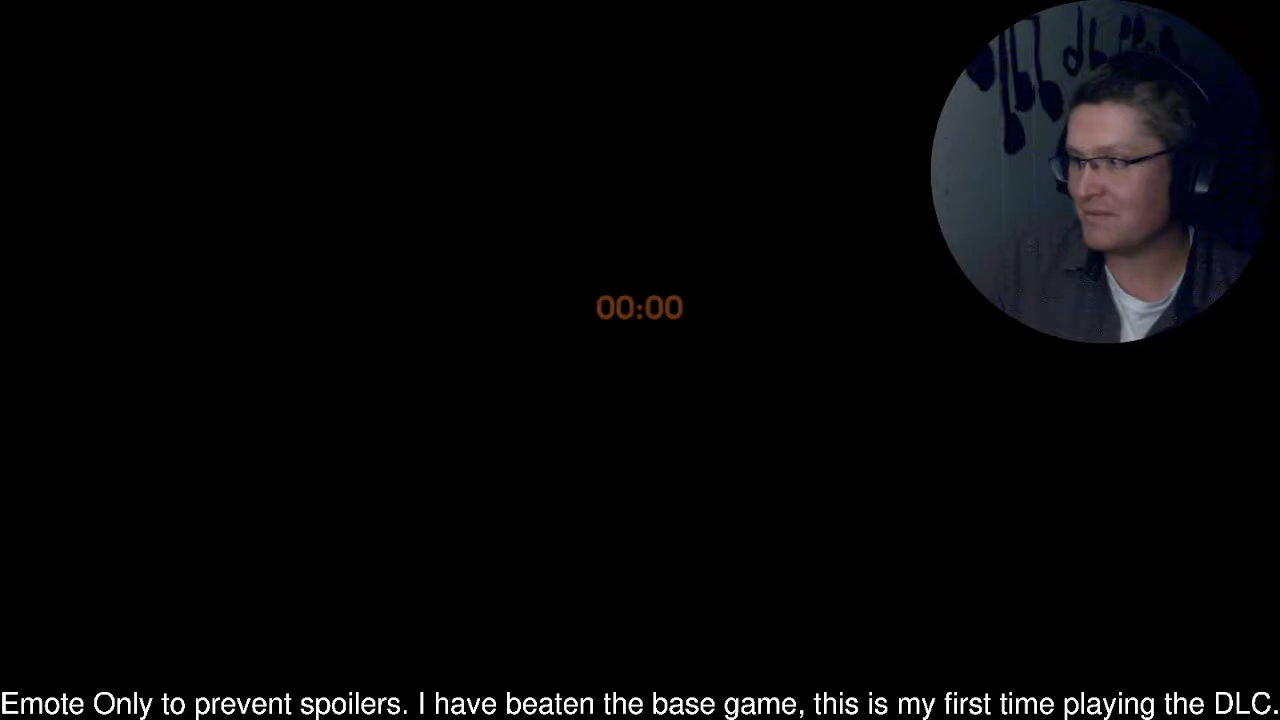 00:00
Emote Only to prevent spoilers. I have beaten the base game, this is my first time playing the DLC.